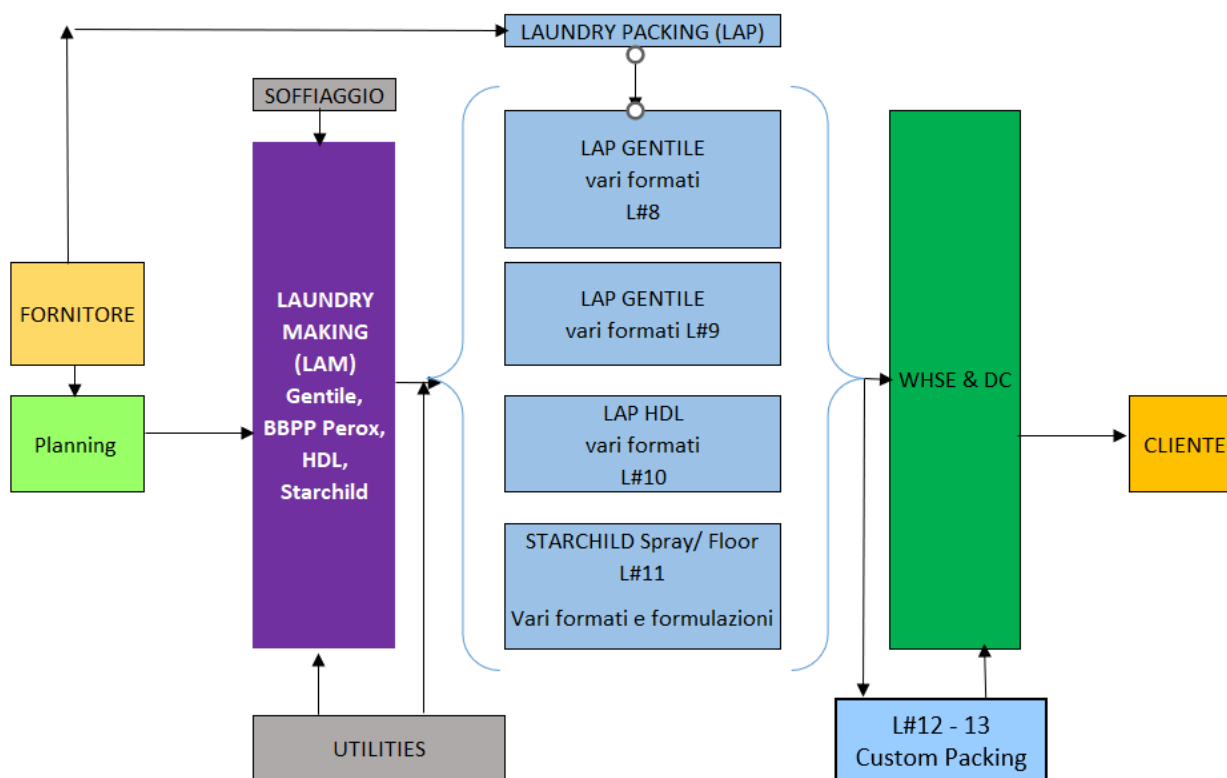 LAUNDRY PACKING (LAP)
SOFFIAGGIO
LAP GENTILE
vari formati
L#8
FORNITORE
LAUNDRY
MAKING
(LAM)
Gentile,
BBPP Perox,
HDL,
Starchild
LAP GENTILE
vari formati L#9
WHSE & DC
Planning
LAP HDL
vari formati
L#10
CLIENTE
STARCHILD Spray/ Floor
L#11
Vari formati e formulazioni
UTILITIES
L#12 - 13
Custom Packing